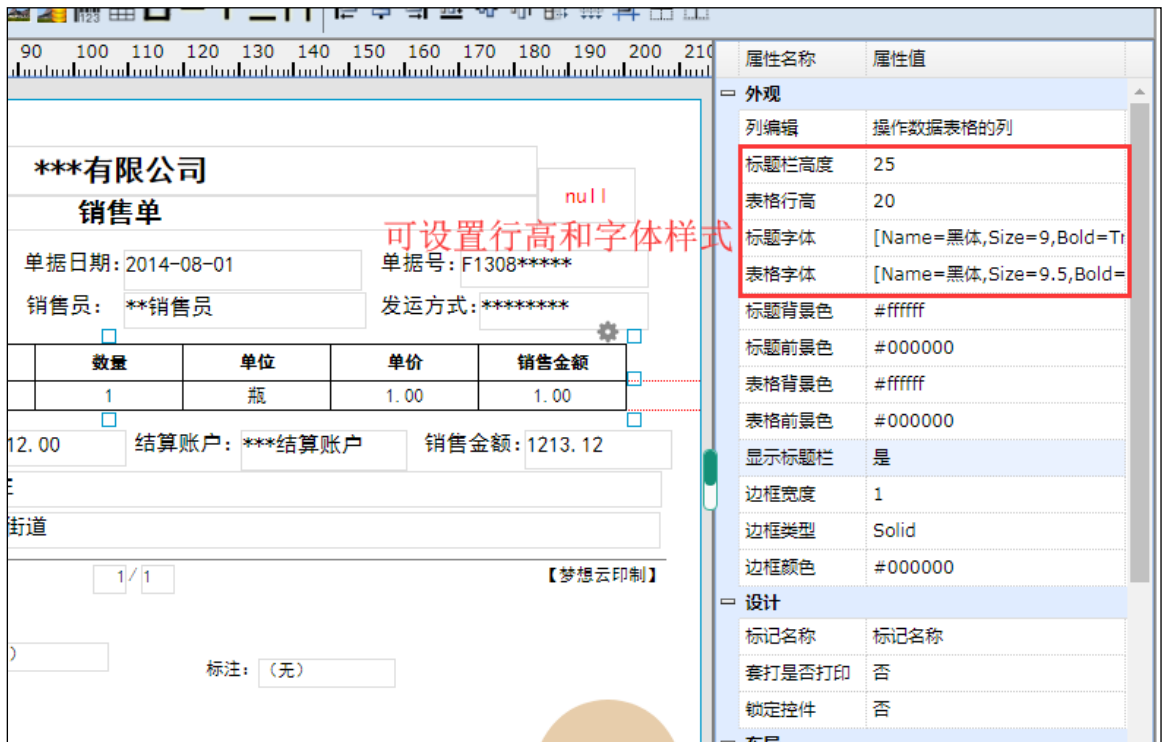 90 100 110 120 130 140 150 160 170 180 190 200 210
***有限公司
销售单
null
可设置行高和字体样式
单据日期: 2014-08-01 单据号: F1308*****
销售员: **销售员 发运方式: ********
数量 单位 单价 销售金额
1 瓶 1.00 1.00
12.00 结算账户: ***结算账户 销售金额: 1213.12
街道
1/1 【梦想云印制】
) 标注: (无)
属性名称 属性值
外观
列编辑 操作数据表格的列
标题栏高度 25
表格行高 20
标题字体 [Name=黑体,Size=9,Bold=Tr
表格字体 [Name=黑体,Size=9.5,Bold=
标题背景色 #ffffff
标题前景色 #000000
表格背景色 #ffffff
表格前景色 #000000
显示标题栏 是
边框宽度 1
边框类型 Solid
边框颜色 #000000
设计
标记名称 标记名称
套打是否打印 否
锁定控件 否
布局